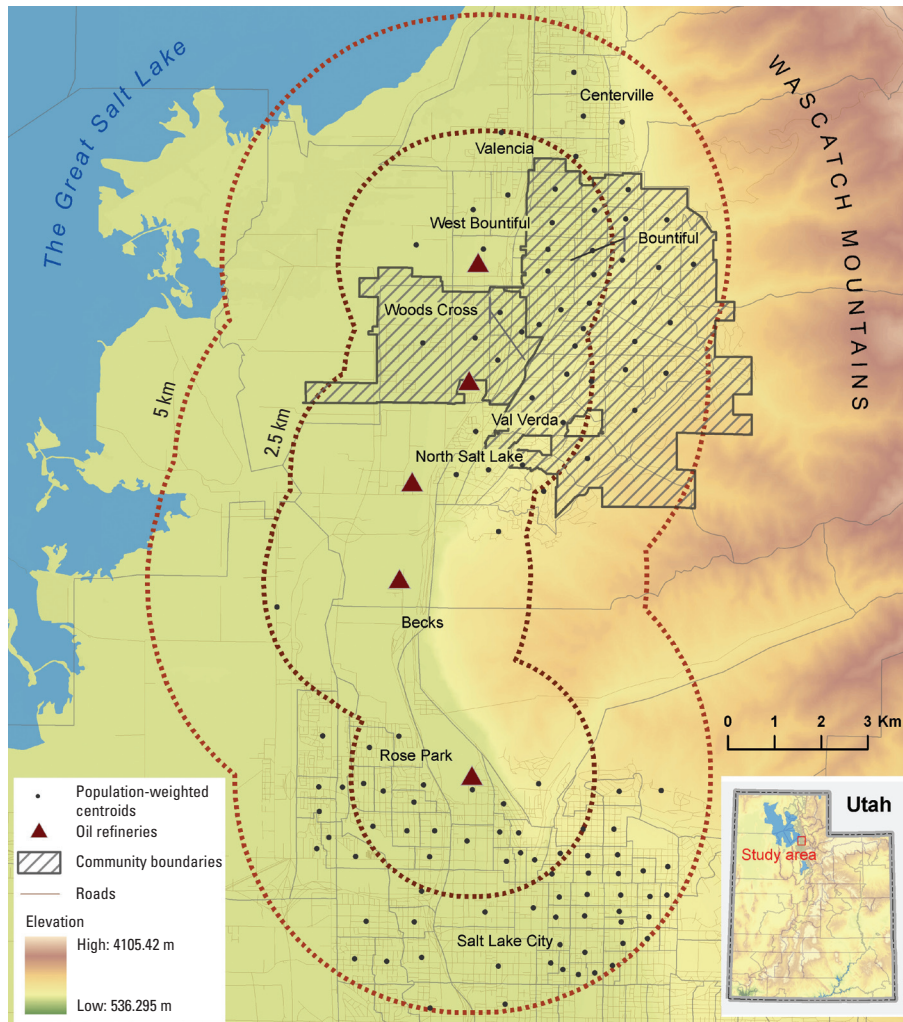 The Great Salt Lake
WASCATCH MOUNTAINS
Centerville
Valencia
West Bountiful
Bountiful
Woods Cross
5 km
2.5 km
Val Verda
North Salt Lake
Becks
0 1 2 3 Km
Rose Park
Salt Lake City
Population-weighted
centroids
Oil refineries
Community boundaries
Roads
Elevation
High: 4105.42 m
Low: 536.295 m
Utah
Study area